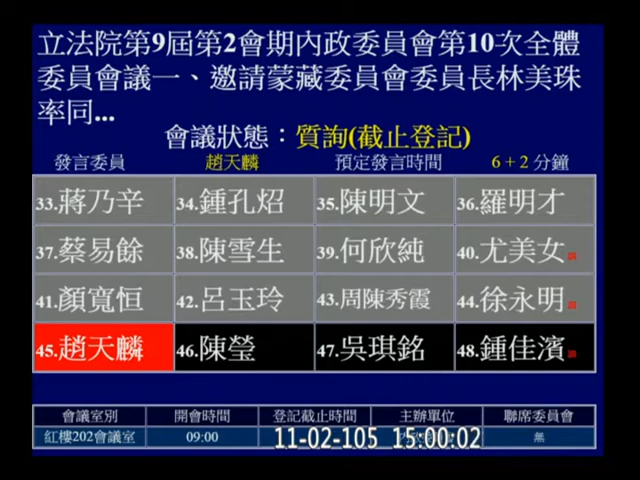 立法院第9屆第2會期內政委員會第10次全體
委員會議一、邀請蒙藏委員會委員長林美珠
率同...
會議狀態：質詢(截止登記)
發言委員 趙天麟 預定發言時間 6 + 2 分鐘
33.蔣乃辛 34.鍾孔炤 35.陳明文 36.羅明才
37.蔡易餘 38.陳雪生 39.何欣純 40.尤美女
41.顏寬恒 42.呂玉玲 43.周陳秀霞 44.徐永明
45.趙天麟 46.陳瑩 47.吳琪銘 48.鍾佳濱
會議室別 開會時間 登記截止時間 主辦單位 聯席委員會
紅樓202會議室 09:00 11-02-105 15:00:02 無